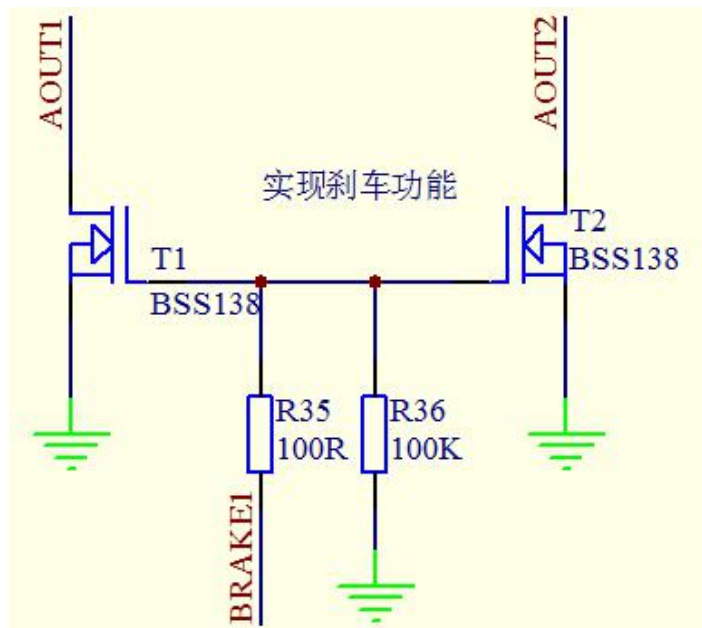 AOUT1
AOUT2
实现刹车功能
T1
BSS138
T2
BSS138
R35
100R
R36
100K
BRAKE1